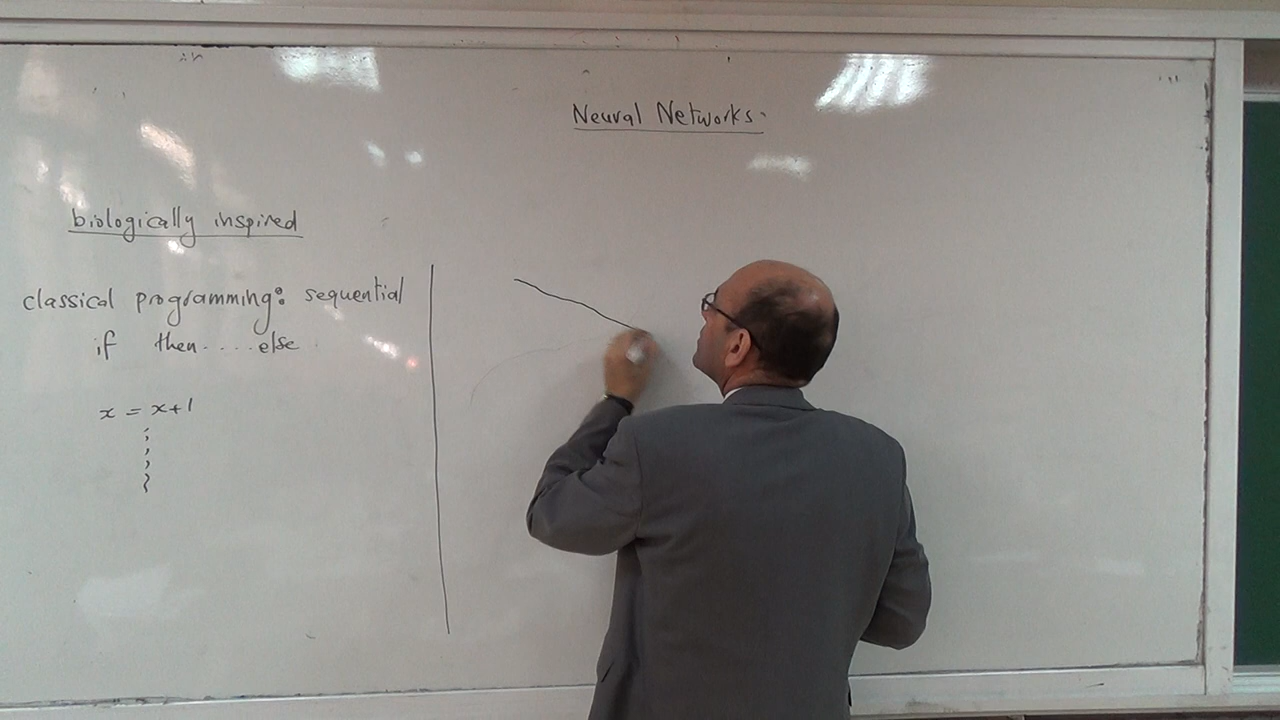 Neural Networks.
biologically inspired
classical programming: sequential
if then.....else
x = x+1